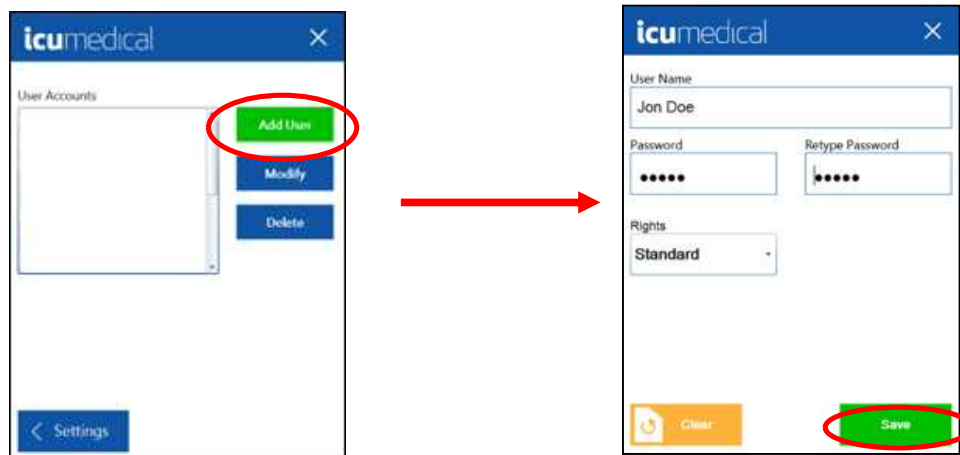 icumedical
User Accounts
Add User
Modify
Delete
Settings
icumedical
User Name
Jon Doe
Password
Retype Password
•••••
•••••
Rights
Standard
Clear
Save